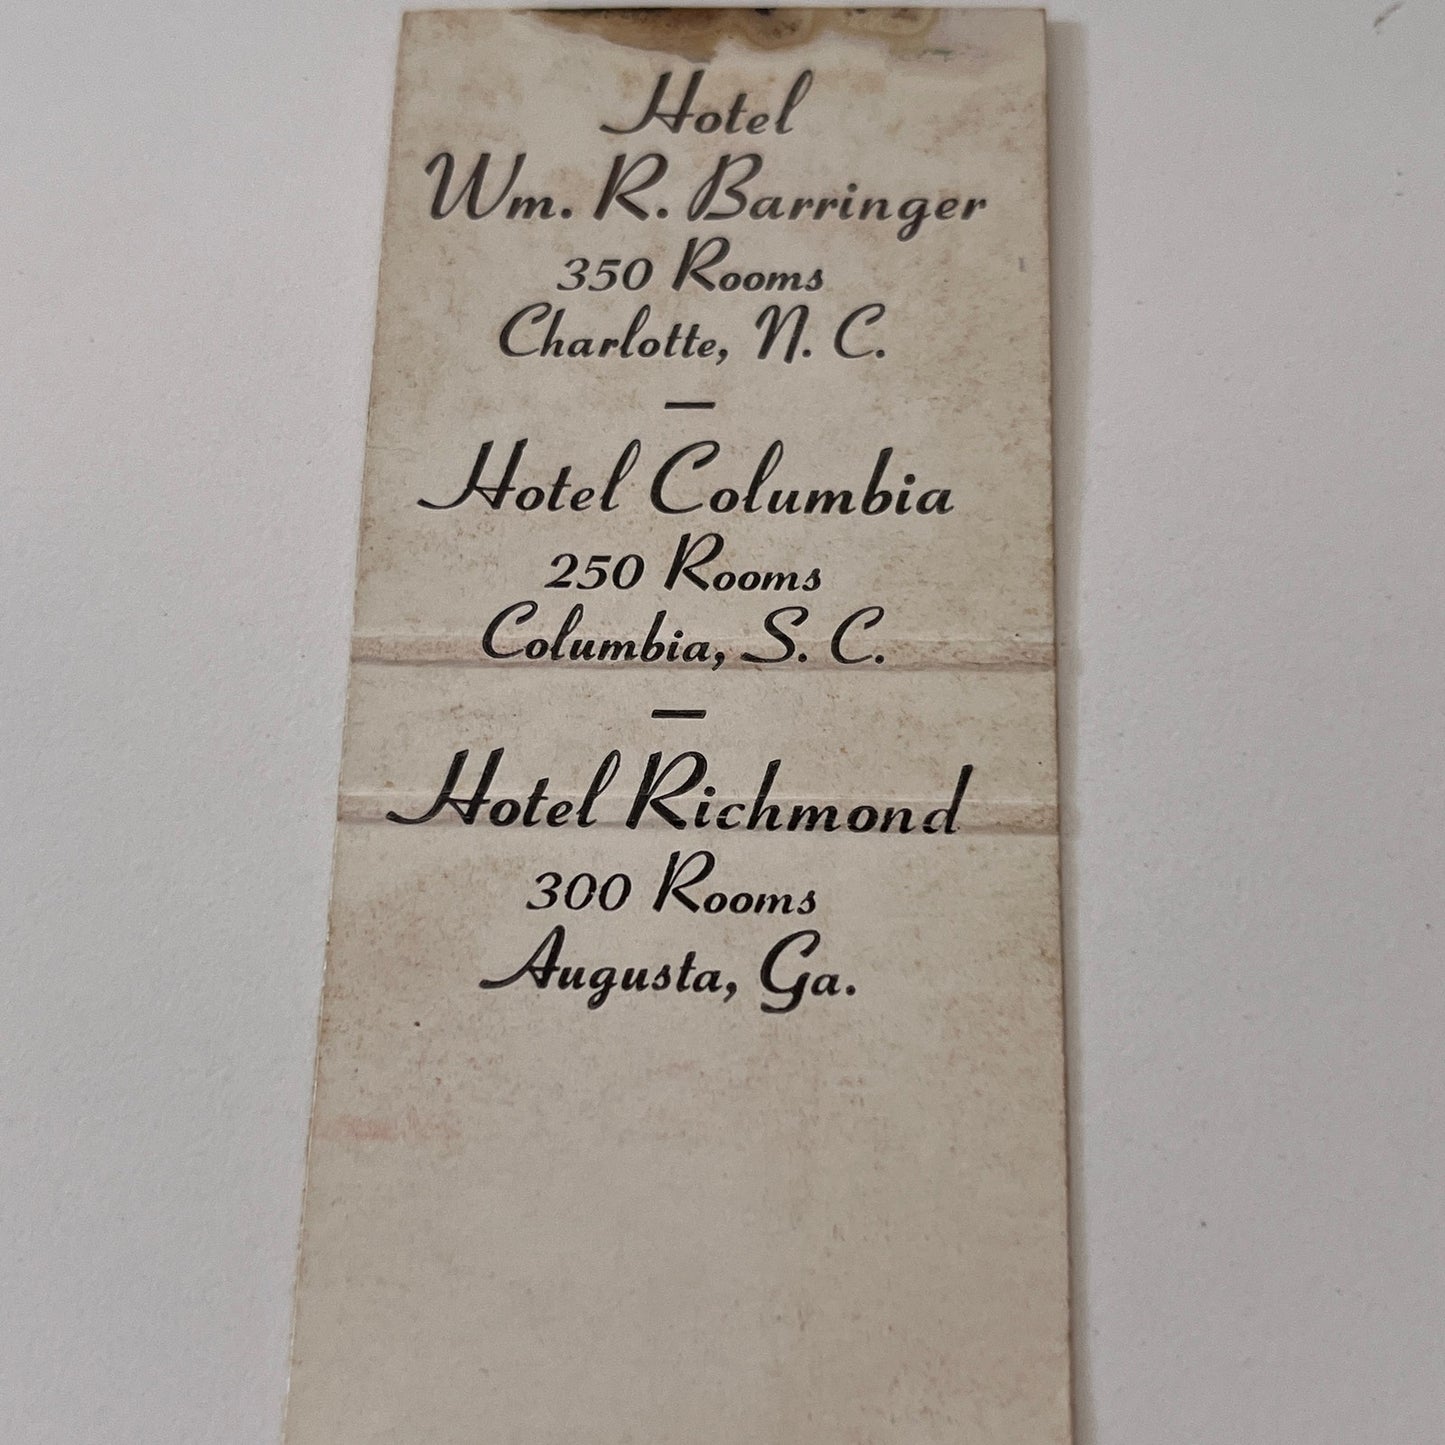 Hotel
Wm. R. Barringer
350 Rooms
Charlotte, N. C.
—
Hotel Columbia
250 Rooms
Columbia, S. C.
—
Hotel Richmond
300 Rooms
Augusta, Ga.